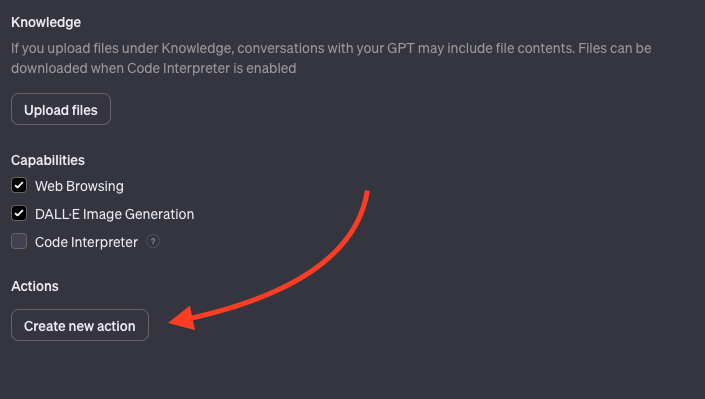 Knowledge
If you upload files under Knowledge, conversations with your GPT may include file contents. Files can be
downloaded when Code Interpreter is enabled
Upload files
Capabilities
Web Browsing
DALL·E Image Generation
Code Interpreter ?
Actions
Create new action